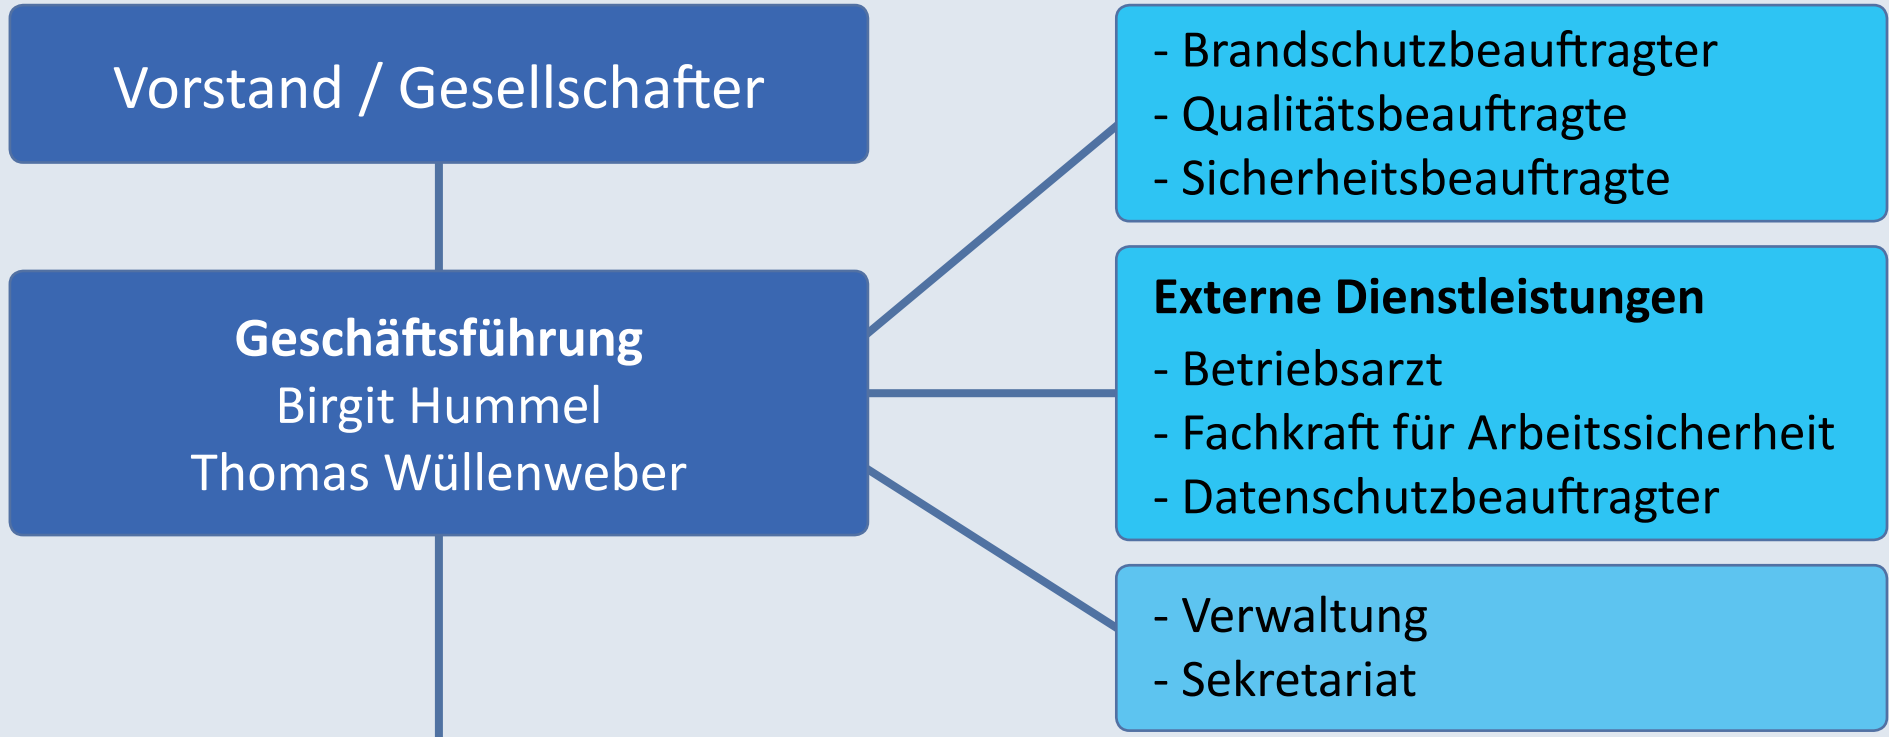 Vorstand / Gesellschafter
Geschäftsführung
Birgit Hummel
Thomas Wüllenweber
- Brandschutzbeauftragter
- Qualitätsbeauftragte
- Sicherheitsbeauftragte
Externe Dienstleistungen
- Betriebsarzt
- Fachkraft für Arbeitssicherheit
- Datenschutzbeauftragter
- Verwaltung
- Sekretariat